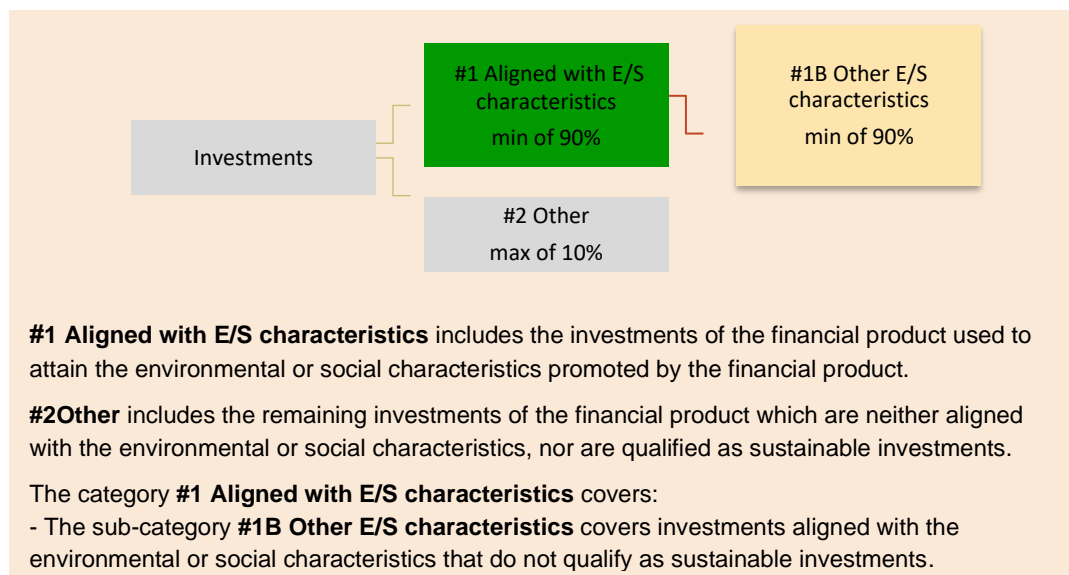 #1 Aligned with E/S
characteristics
min of 90%
#1B Other E/S
characteristics
min of 90%
Investments
#2 Other
max of 10%
#1 Aligned with E/S characteristics includes the investments of the financial product used to
attain the environmental or social characteristics promoted by the financial product.
#2Other includes the remaining investments of the financial product which are neither aligned
with the environmental or social characteristics, nor are qualified as sustainable investments.
The category #1 Aligned with E/S characteristics covers:
- The sub-category #1B Other E/S characteristics covers investments aligned with the
environmental or social characteristics that do not qualify as sustainable investments.